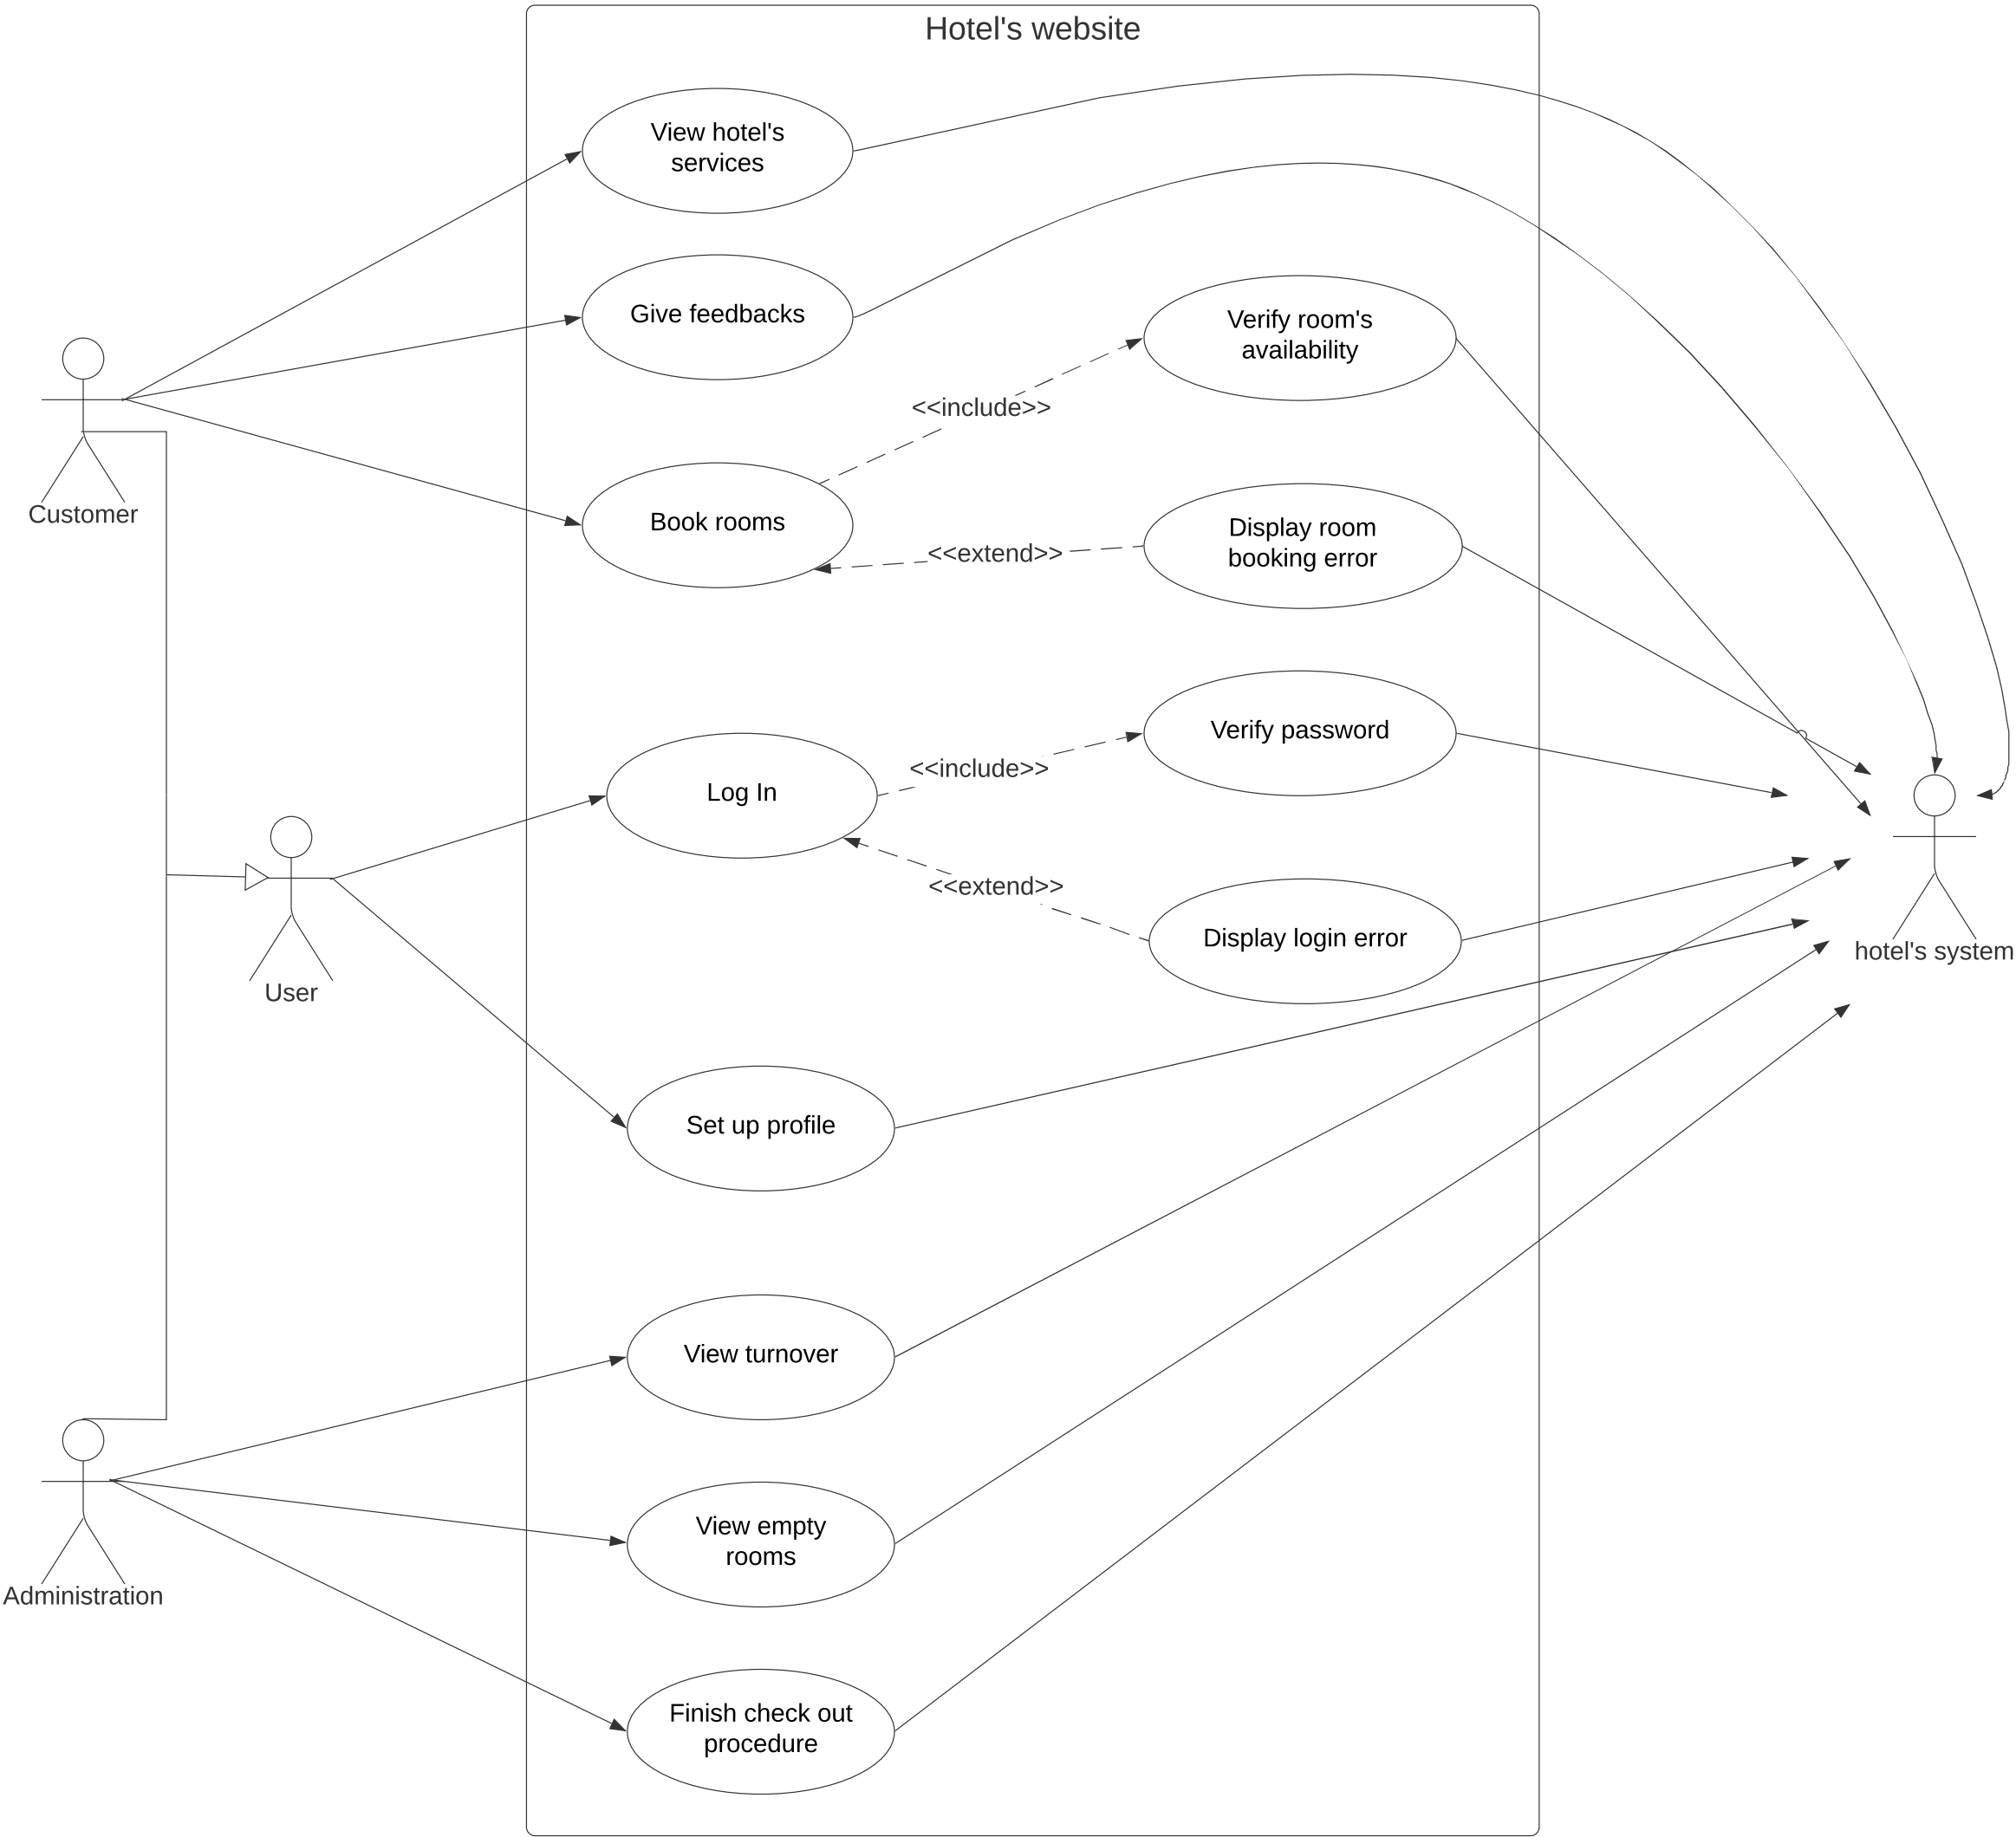 Hotel's website
View hotel's
services
Give feedbacks
Verify room's
availability
<<include>>
Customer
Book rooms
Display room
booking error
<<extend>>
Verify password
<<include>>
Log In
<<extend>>
Display login error
hotel's system
User
Set up profile
View turnover
View empty
rooms
Administration
Finish check out
procedure